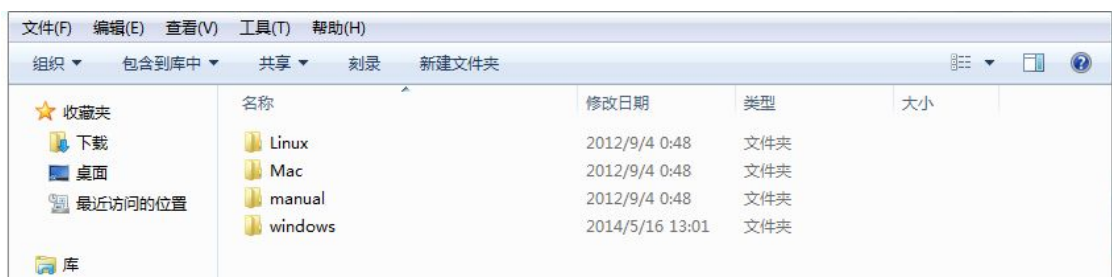 文件(F) 编辑(E) 查看(V) 工具(T) 帮助(H)
组织 包含到库中 共享 刻录 新建文件夹
收藏夹
下载
桌面
最近访问的位置
库
名称 修改日期 类型 大小
Linux 2012/9/4 0:48 文件夹
Mac 2012/9/4 0:48 文件夹
manual 2012/9/4 0:48 文件夹
windows 2014/5/16 13:01 文件夹